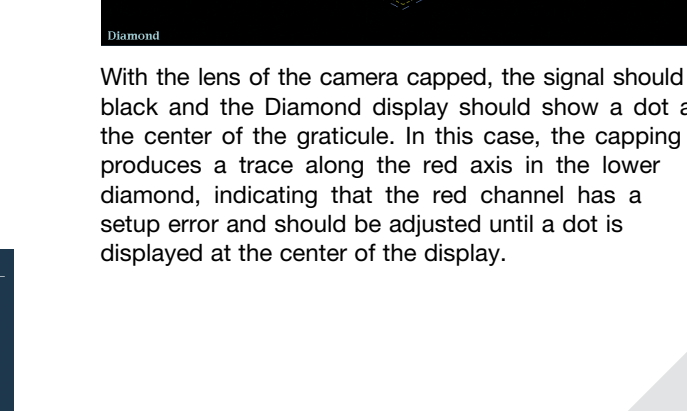 Diamond
With the lens of the camera capped, the signal should
black and the Diamond display should show a dot a
the center of the graticule. In this case, the capping
produces a trace along the red axis in the lower
diamond, indicating that the red channel has a
setup error and should be adjusted until a dot is
displayed at the center of the display.